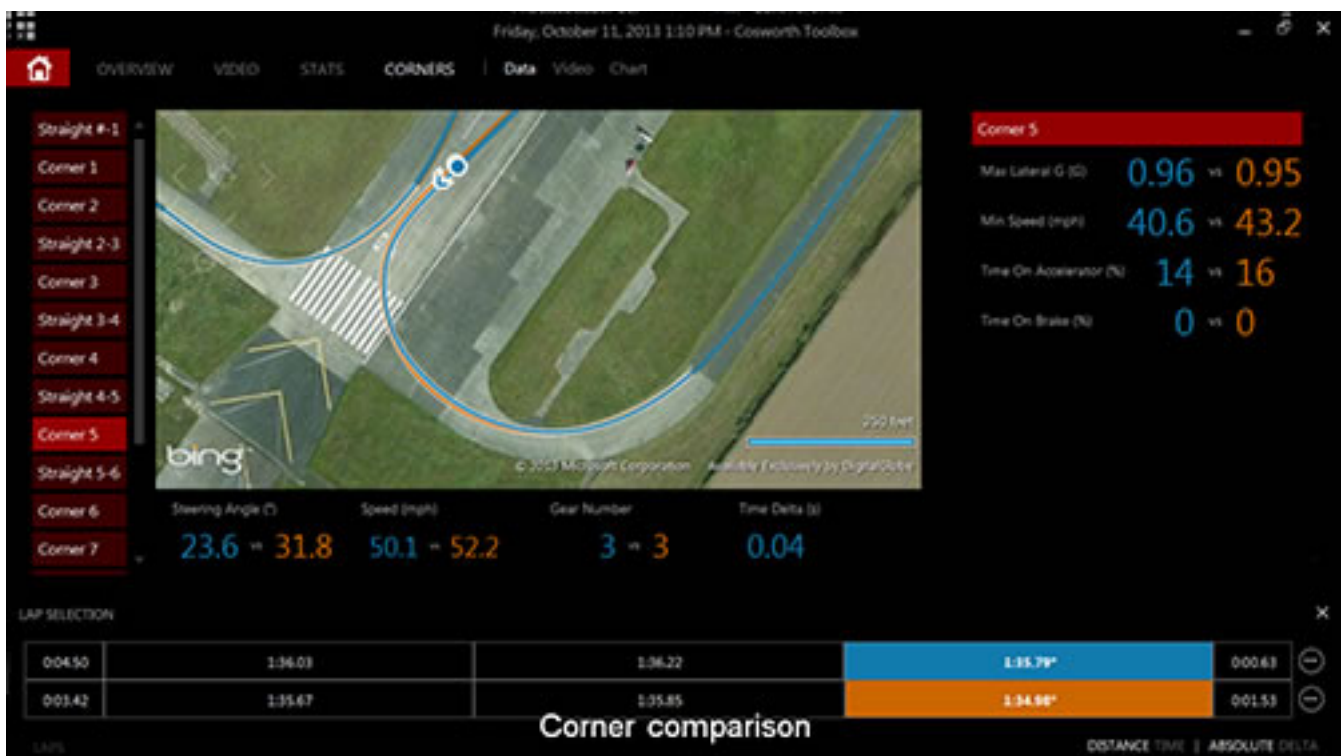 Friday, October 11, 2013 1:10 PM - Cosworth Toolbox
OVERVIEW VIDEO STATS CORNERS | Data Video Chart
Straight #-1
Corner 1
Corner 2
Straight 2-3
Corner 3
Straight 3-4
Corner 4
Straight 4-5
Corner 5
Straight 5-6
Corner 6
Corner 7
bing
250 feet
© 2013 Microsoft Corporation Available Exclusively by DigitalGlobe
Corner 5
Max Lateral G (G) 0.96 vs 0.95
Min Speed (mph) 40.6 vs 43.2
Time On Accelerator (%) 14 vs 16
Time On Brake (%) 0 vs 0
Steering Angle (°) Speed (mph) Gear Number Time Delta (s)
23.6 vs 31.8 50.1 vs 52.2 3 vs 3 0.04
LAP SELECTION
0:04.50 1:36.03 1:36.22 1:35.79* 0:00.63
0:03.42 1:35.67 1:35.85 1:34.98* 0:01.53
Corner comparison
LAPS DISTANCE TIME | ABSOLUTE DELTA